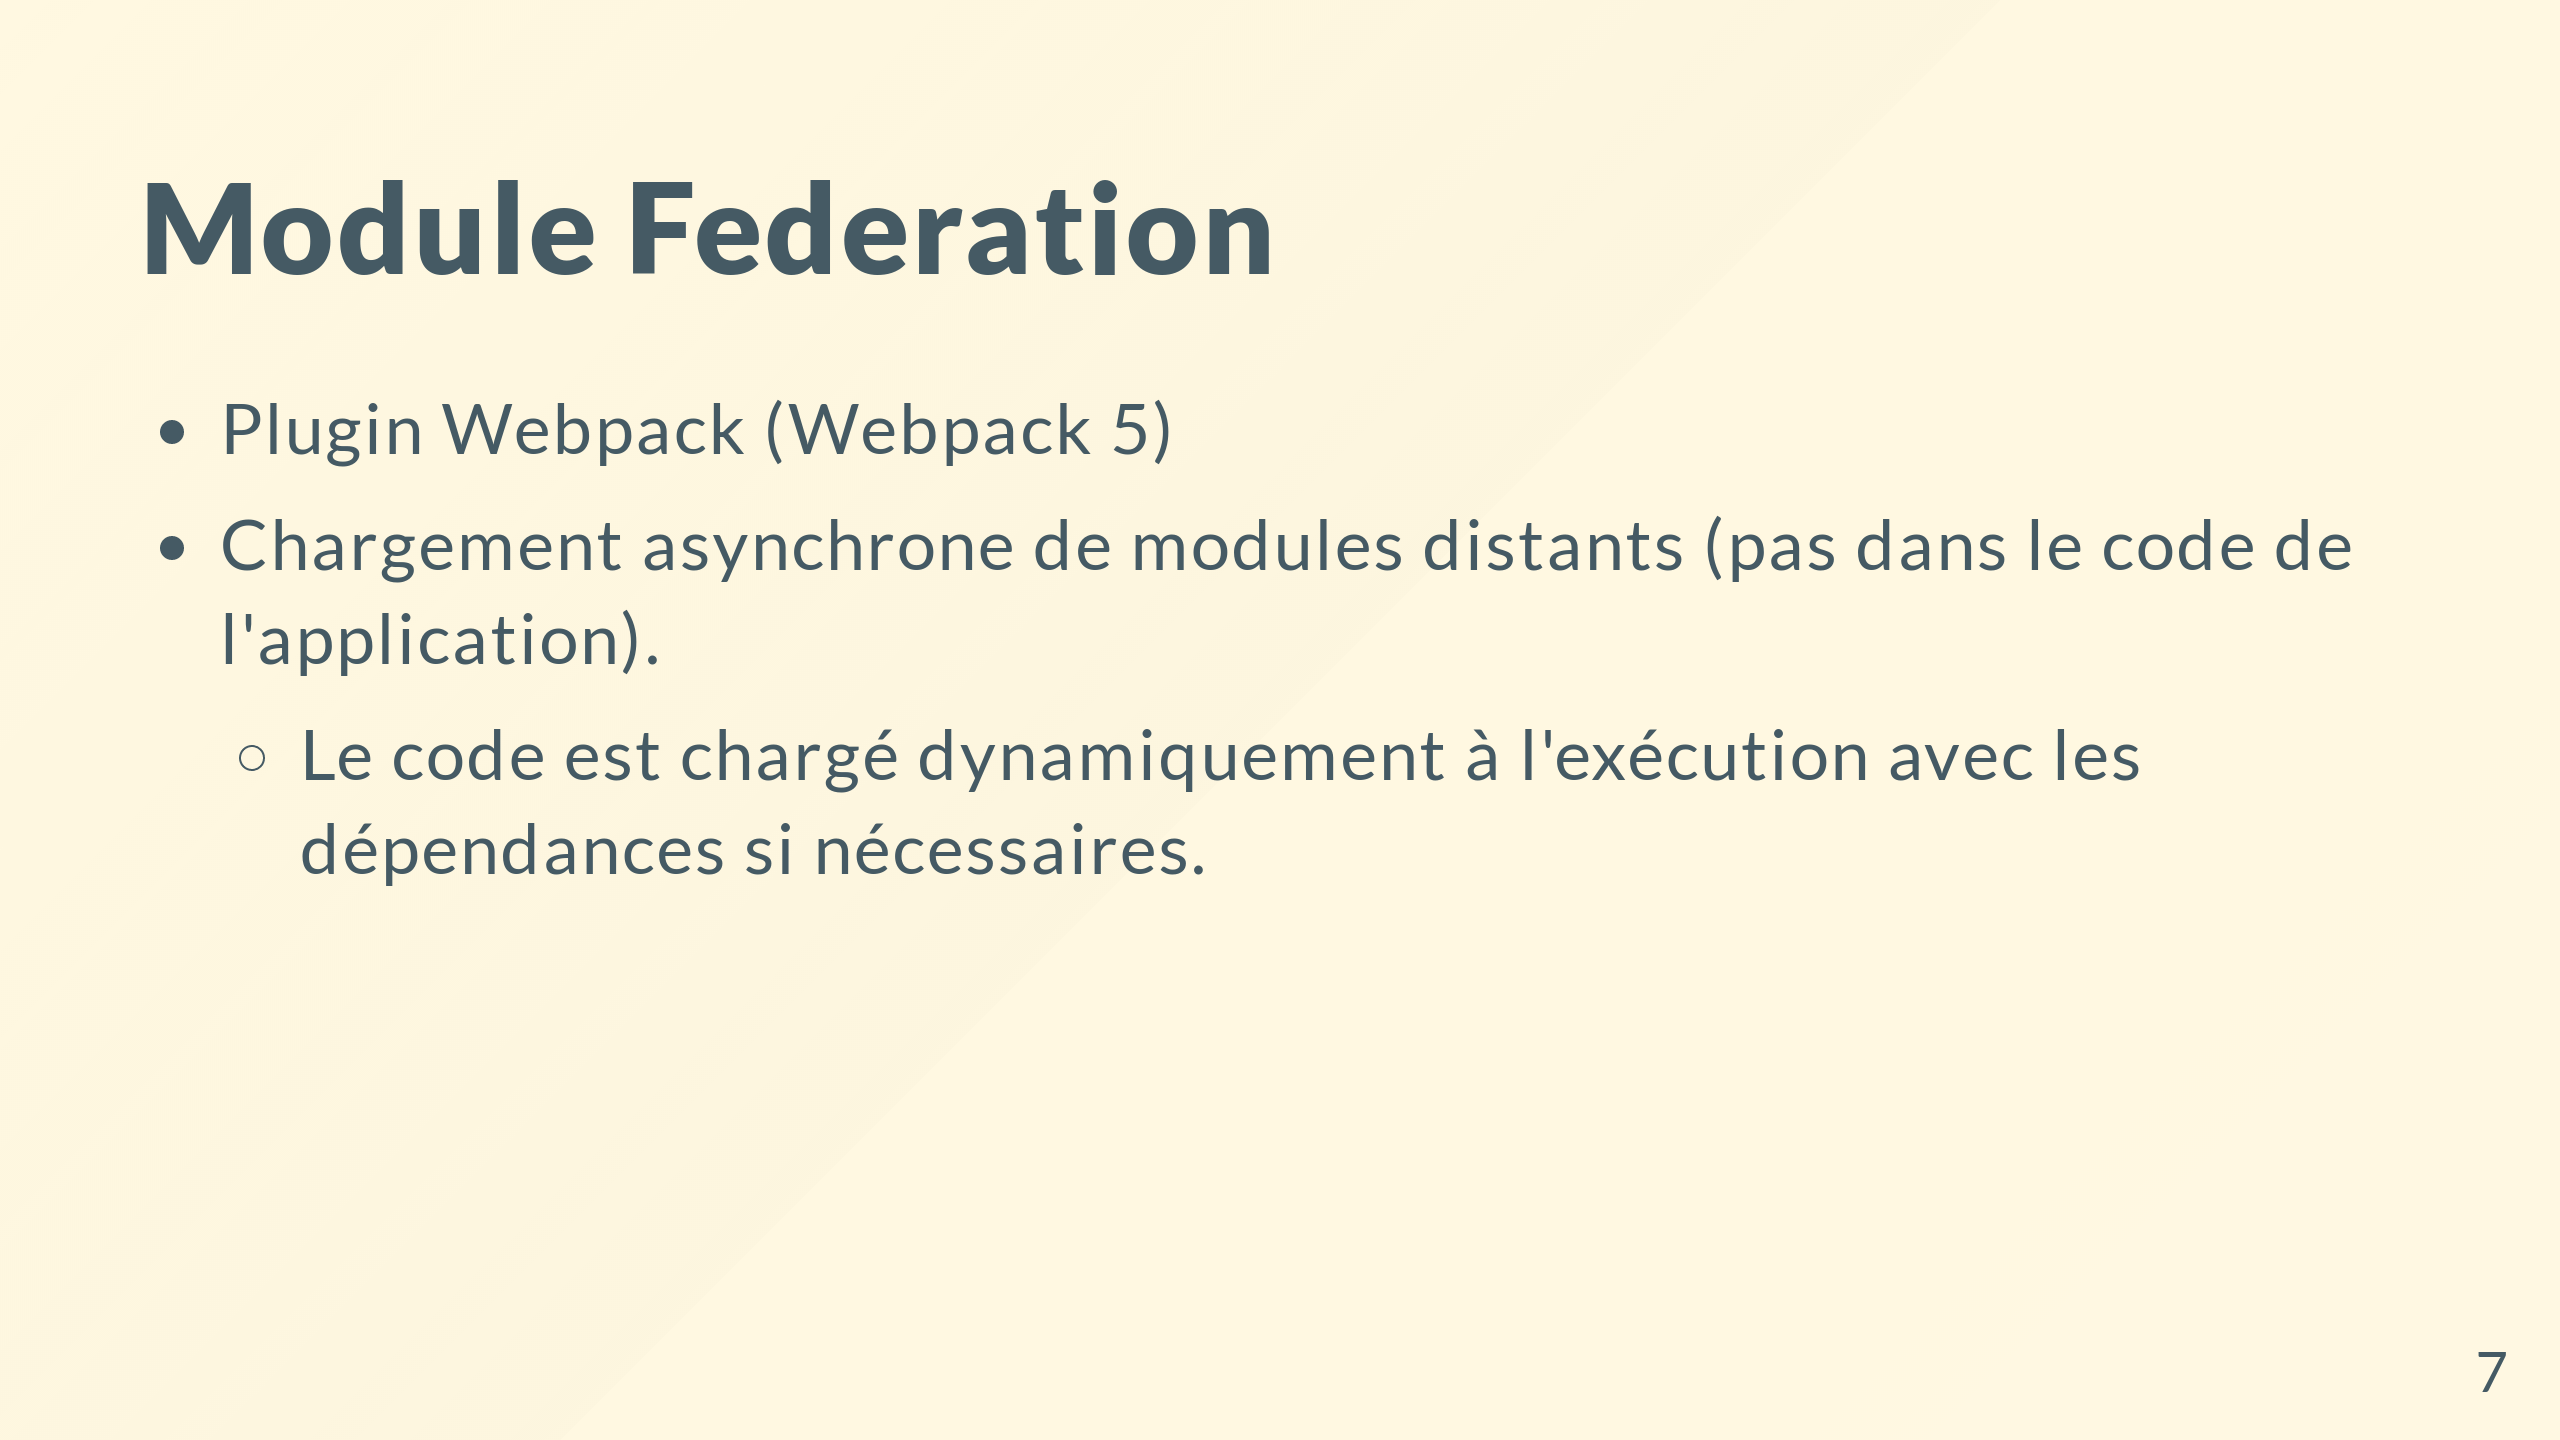 Module Federation
Plugin Webpack (Webpack 5)
Chargement asynchrone de modules distants (pas dans le code de
l'application).
Le code est chargé dynamiquement à l'exécution avec les
dépendances si nécessaires.
7